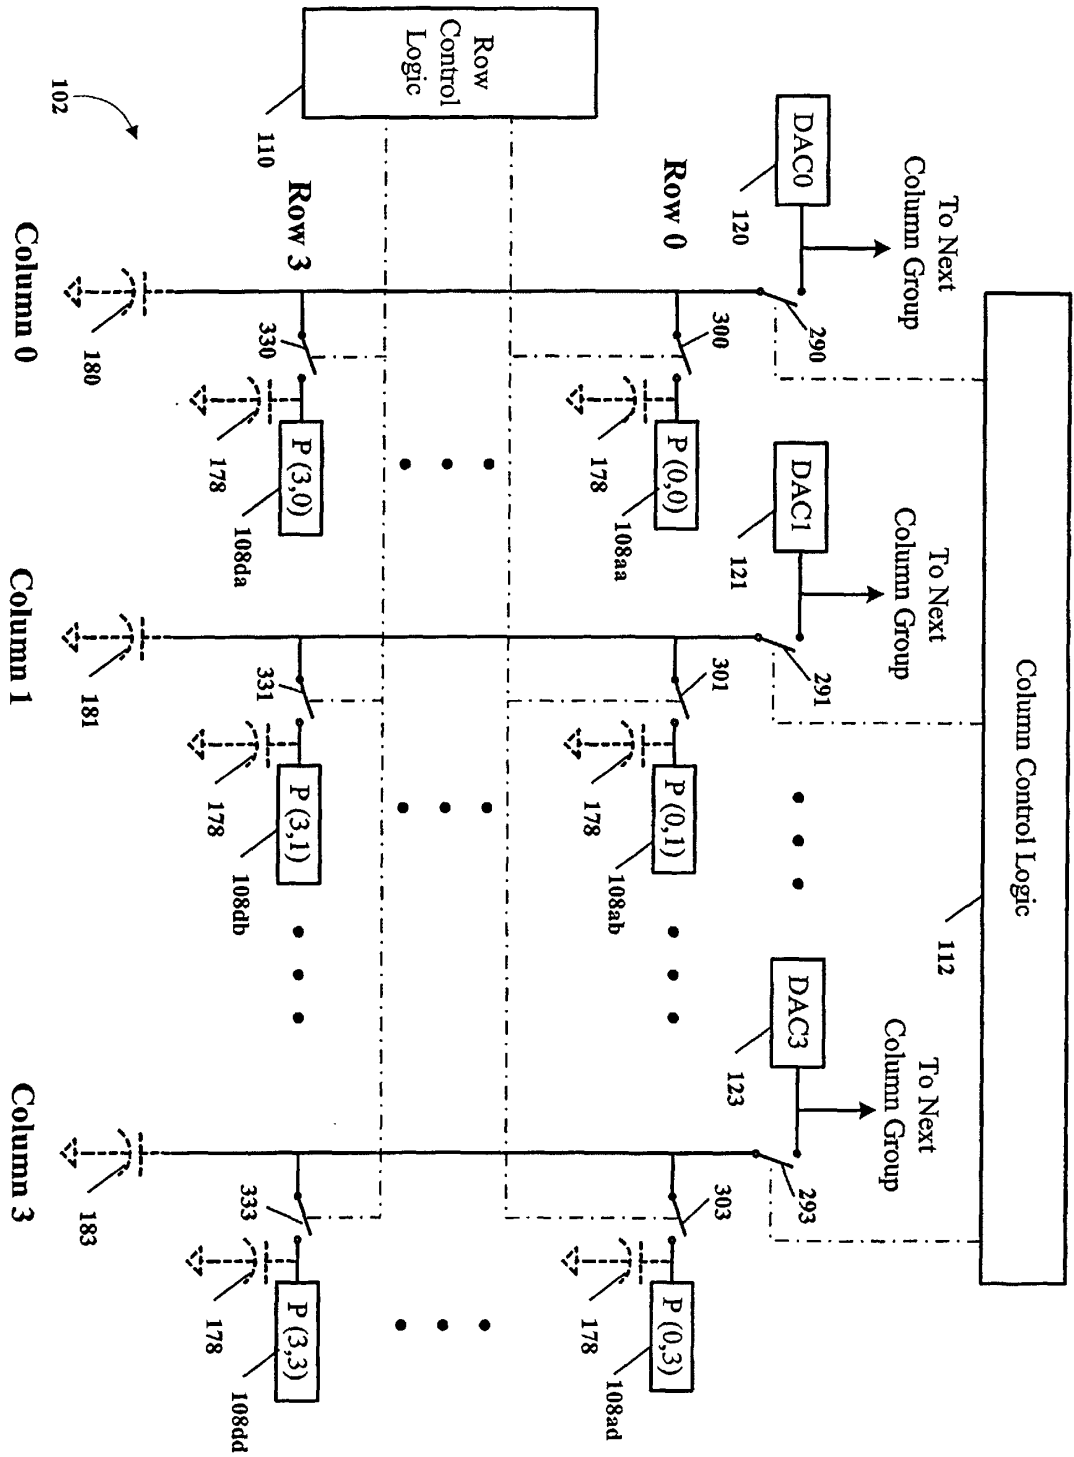 Column Control Logic
112
To Next
Column Group
To Next
Column Group
To Next
Column Group
DAC0
120
290
DAC1
121
291
DAC3
123
293
Row 0
300
P (0,0)
178
108aa
301
P (0,1)
178
108ab
303
P (0,3)
178
108ad
Row
Control
Logic
110
Row 3
330
P (3,0)
178
108da
331
P (3,1)
178
108db
333
P (3,3)
178
108dd
102
180
181
183
Column 0
Column 1
Column 3